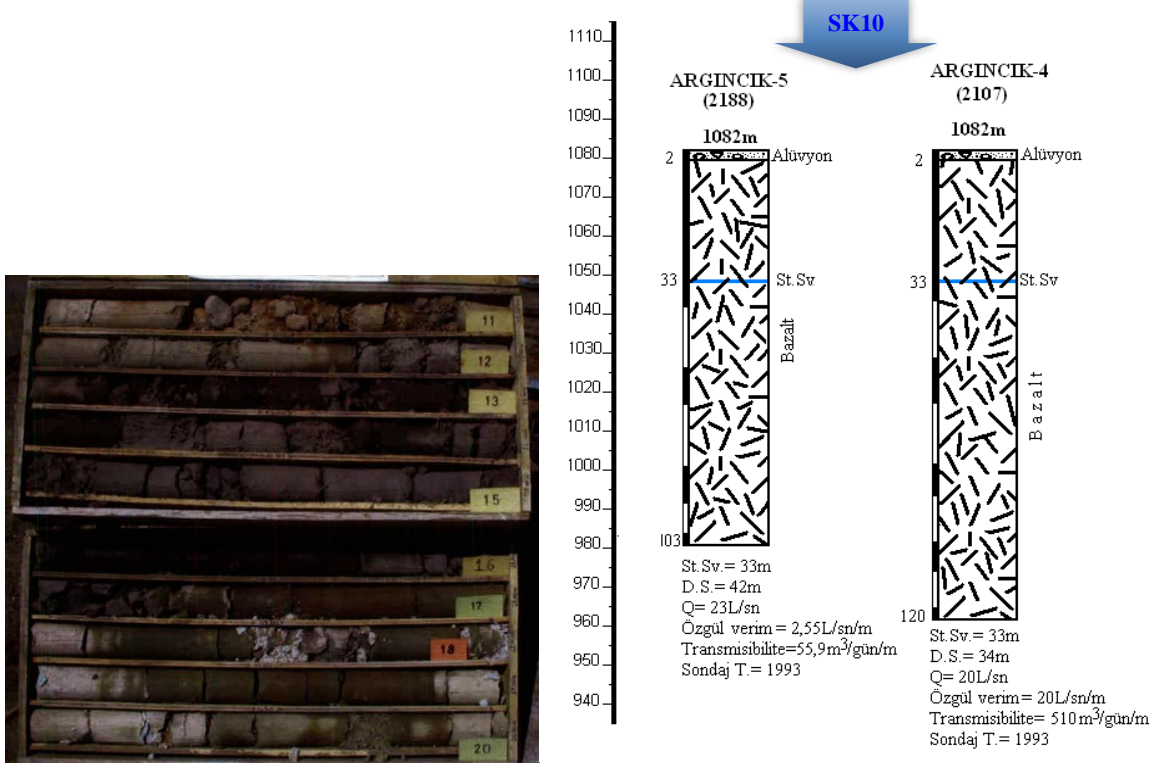 SK10
1110
1100
1090
1080
1070
1060
1050
1040
1030
1020
1010
1000
990
980
970
960
950
940
ARGINCIK-5
(2188)
1082m
2
Alüvyon
33
St.Sv
Bazalt
103
St.Sv.= 33m
D.S.= 42m
Q= 23L/sn
Özgül verim = 2,55L/sn/m
Transmisibilite=55,9m³/gün/m
Sondaj T.= 1993
ARGINCIK-4
(2107)
1082m
2
Alüvyon
33
St.Sv
Bazalt
120
St.Sv.= 33m
D.S.= 34m
Q= 20L/sn
Özgül verim= 20L/sn/m
Transmisibilite= 510m³/gün/m
Sondaj T.= 1993
11
12
13
15
16
17
18
20